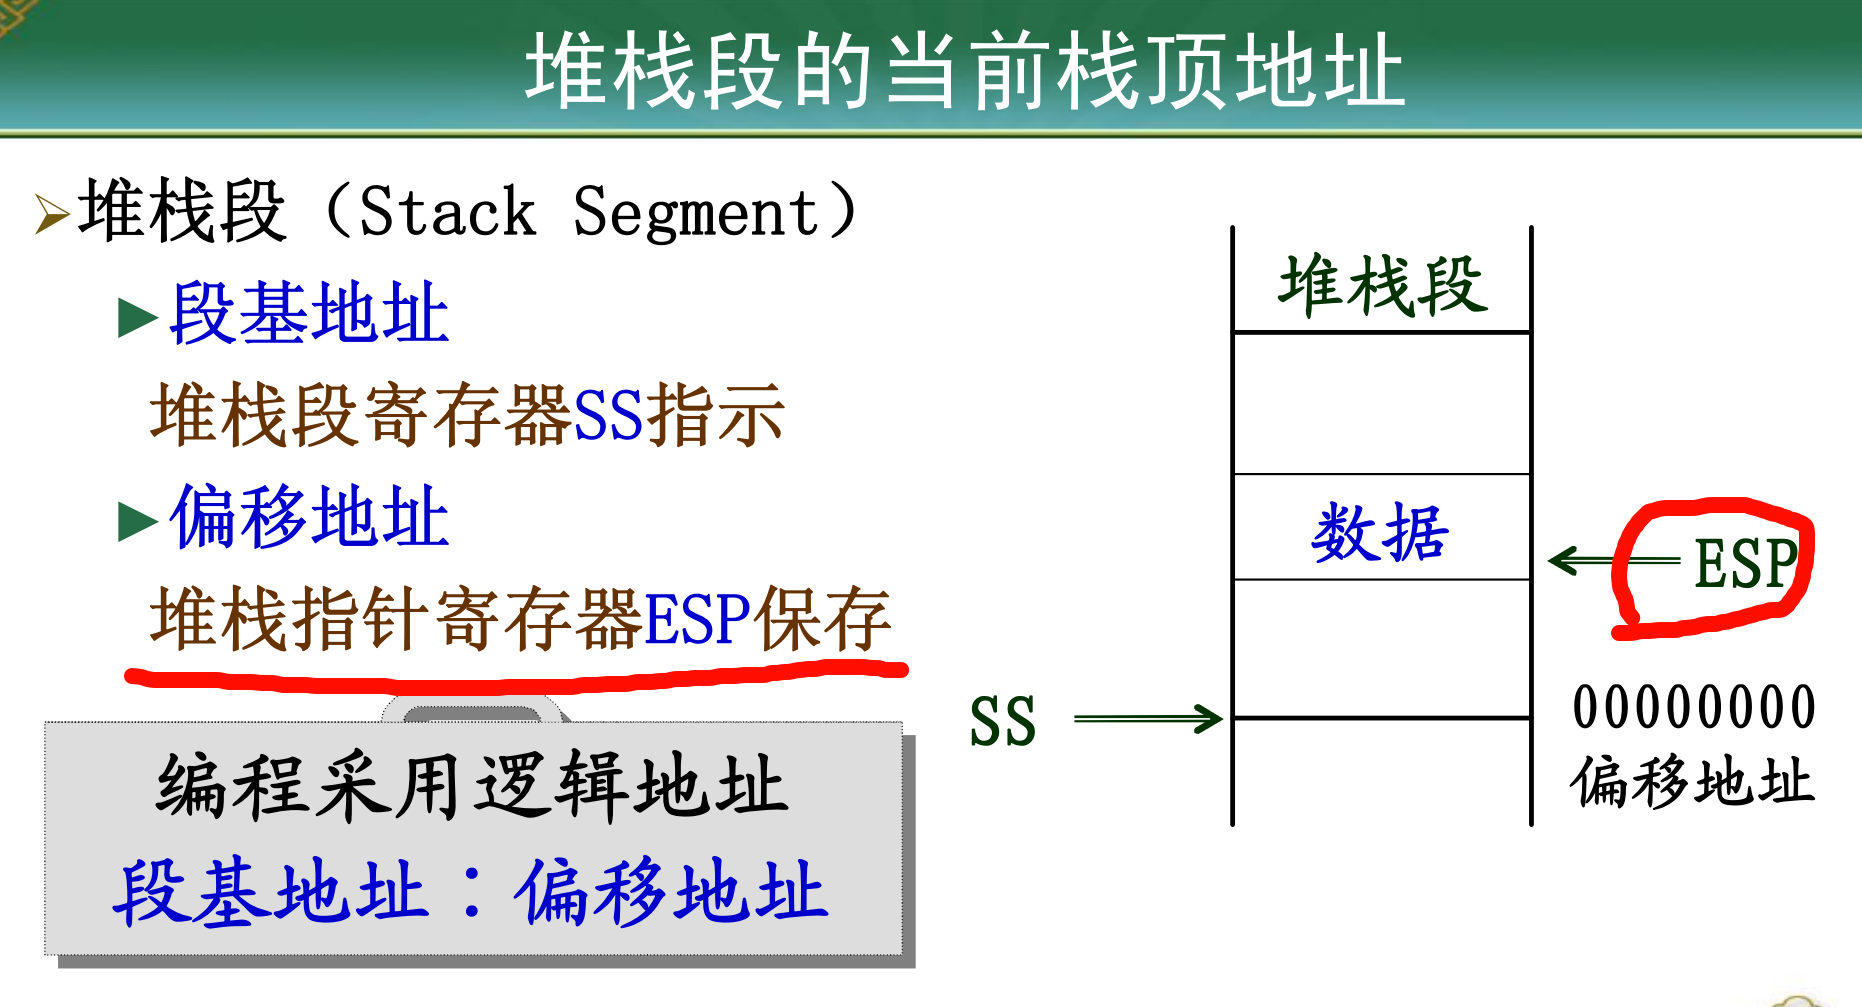 堆栈段的当前栈顶地址
堆栈段（Stack Segment）
段基地址
堆栈段寄存器SS指示
偏移地址
堆栈指针寄存器ESP保存
编程采用逻辑地址
段基地址：偏移地址
堆栈段
数据
ESP
SS
00000000
偏移地址